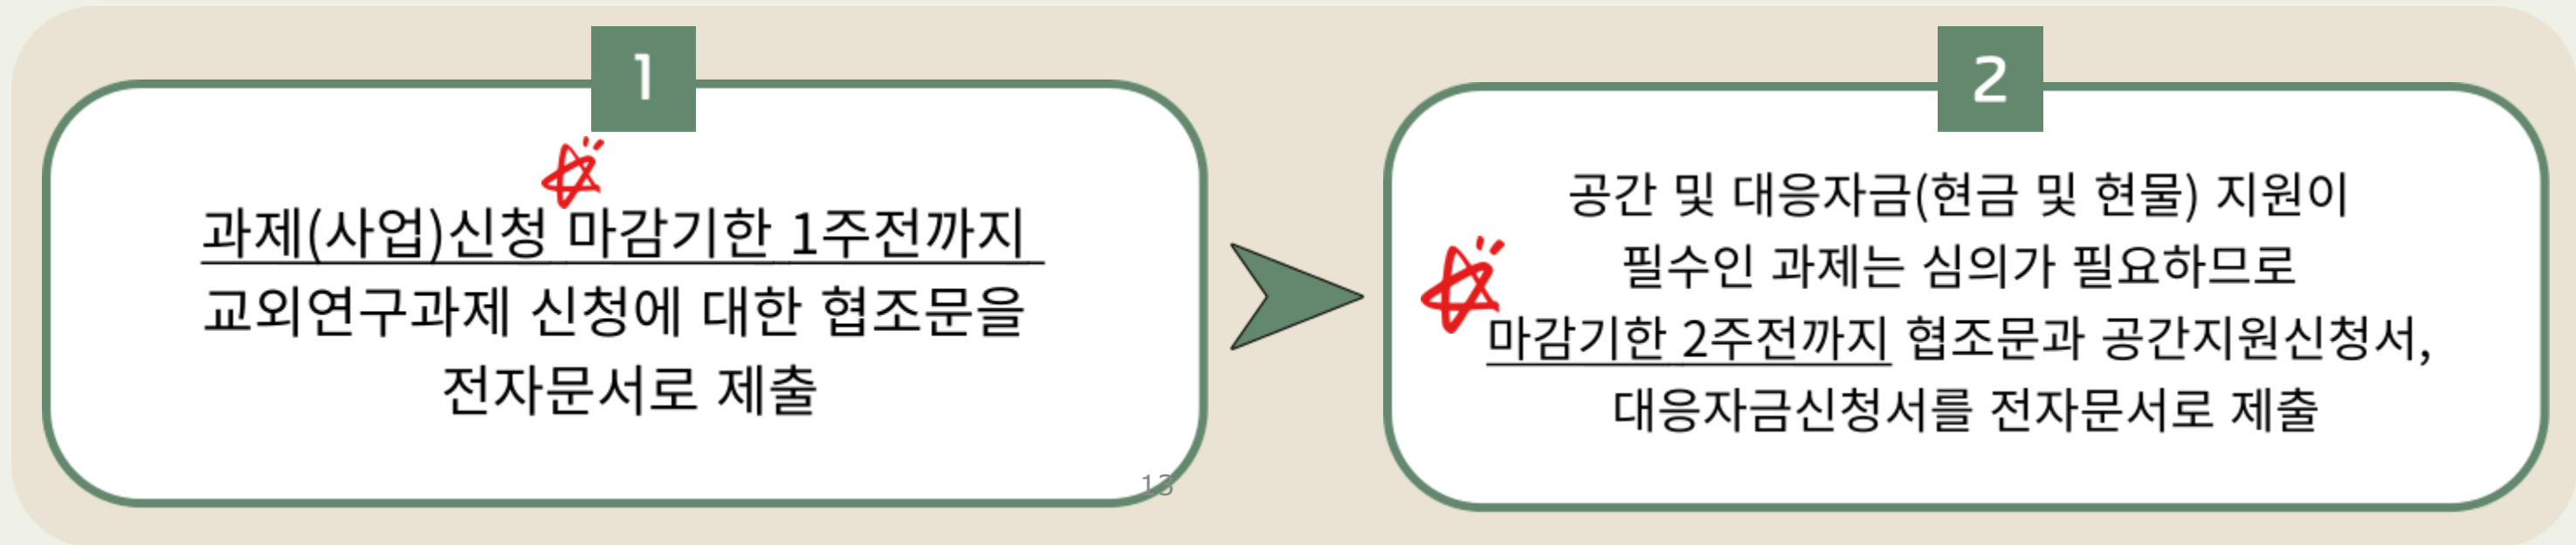 1
과제(사업)신청 마감기한 1주전까지
교외연구과제 신청에 대한 협조문을
전자문서로 제출
13
2
공간 및 대응자금(현금 및 현물) 지원이
필수인 과제는 심의가 필요하므로
마감기한 2주전까지 협조문과 공간지원신청서,
대응자금신청서를 전자문서로 제출